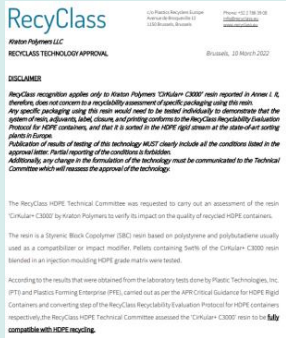 RecyClass
c/o Plastics Recyclers Europe
Avenue de Broqueville 12
1150 Brussels, Brussels
Phone: +32 2 786 39 08
info@recyclass.eu
www.recyclass.eu
Kraton Polymers LLC
RECYCLASS TECHNOLOGY APPROVAL
Brussels, 10 March 2022
DISCLAIMER
RecyClass recognition applies only to Kraton Polymers 'CirKular+ C3000' resin reported in Annex I. It,
therefore, does not concern to a recyclability assessment of specific packaging using this resin.
Any specific packaging using this resin would need to be tested individually to demonstrate that the
system of resin, adjuvants, label, closure, and printing conforms to the RecyClass Recyclability Evaluation
Protocol for HDPE containers, and that it is sorted in the HDPE rigid stream at the state-of-art sorting
plants in Europe.
Publication of results of testing of this technology MUST clearly include all the conditions listed in the
approval letter. Partial reporting of the conditions is forbidden.
Additionally, any change in the formulation of the technology must be communicated to the Technical
Committee which will reassess the approval of the technology.
The RecyClass HDPE Technical Committee was requested to carry out an assessment of the resin
'CirKular+ C3000' by Kraton Polymers to verify its impact on the quality of recycled HDPE containers.
The resin is a Styrenic Block Copolymer (SBC) resin based on polystyrene and polybutadiene usually
used as a compatibilizer or impact modifier. Pellets containing 5wt% of the CirKular+ C3000 resin
blended in an injection moulding HDPE grade matrix were tested.
According to the results that were obtained from the laboratory tests done by Plastic Technologies, Inc.
(PTI) and Plastics Forming Enterprise (PFE), carried out as per the APR Critical Guidance for HDPE Rigid
Containers and converting step of the RecyClass Recyclability Evaluation Protocol for HDPE containers
respectively,the RecyClass HDPE Technical Committee assessed the 'CirKular+ C3000' resin to be fully
compatible with HDPE recycling.